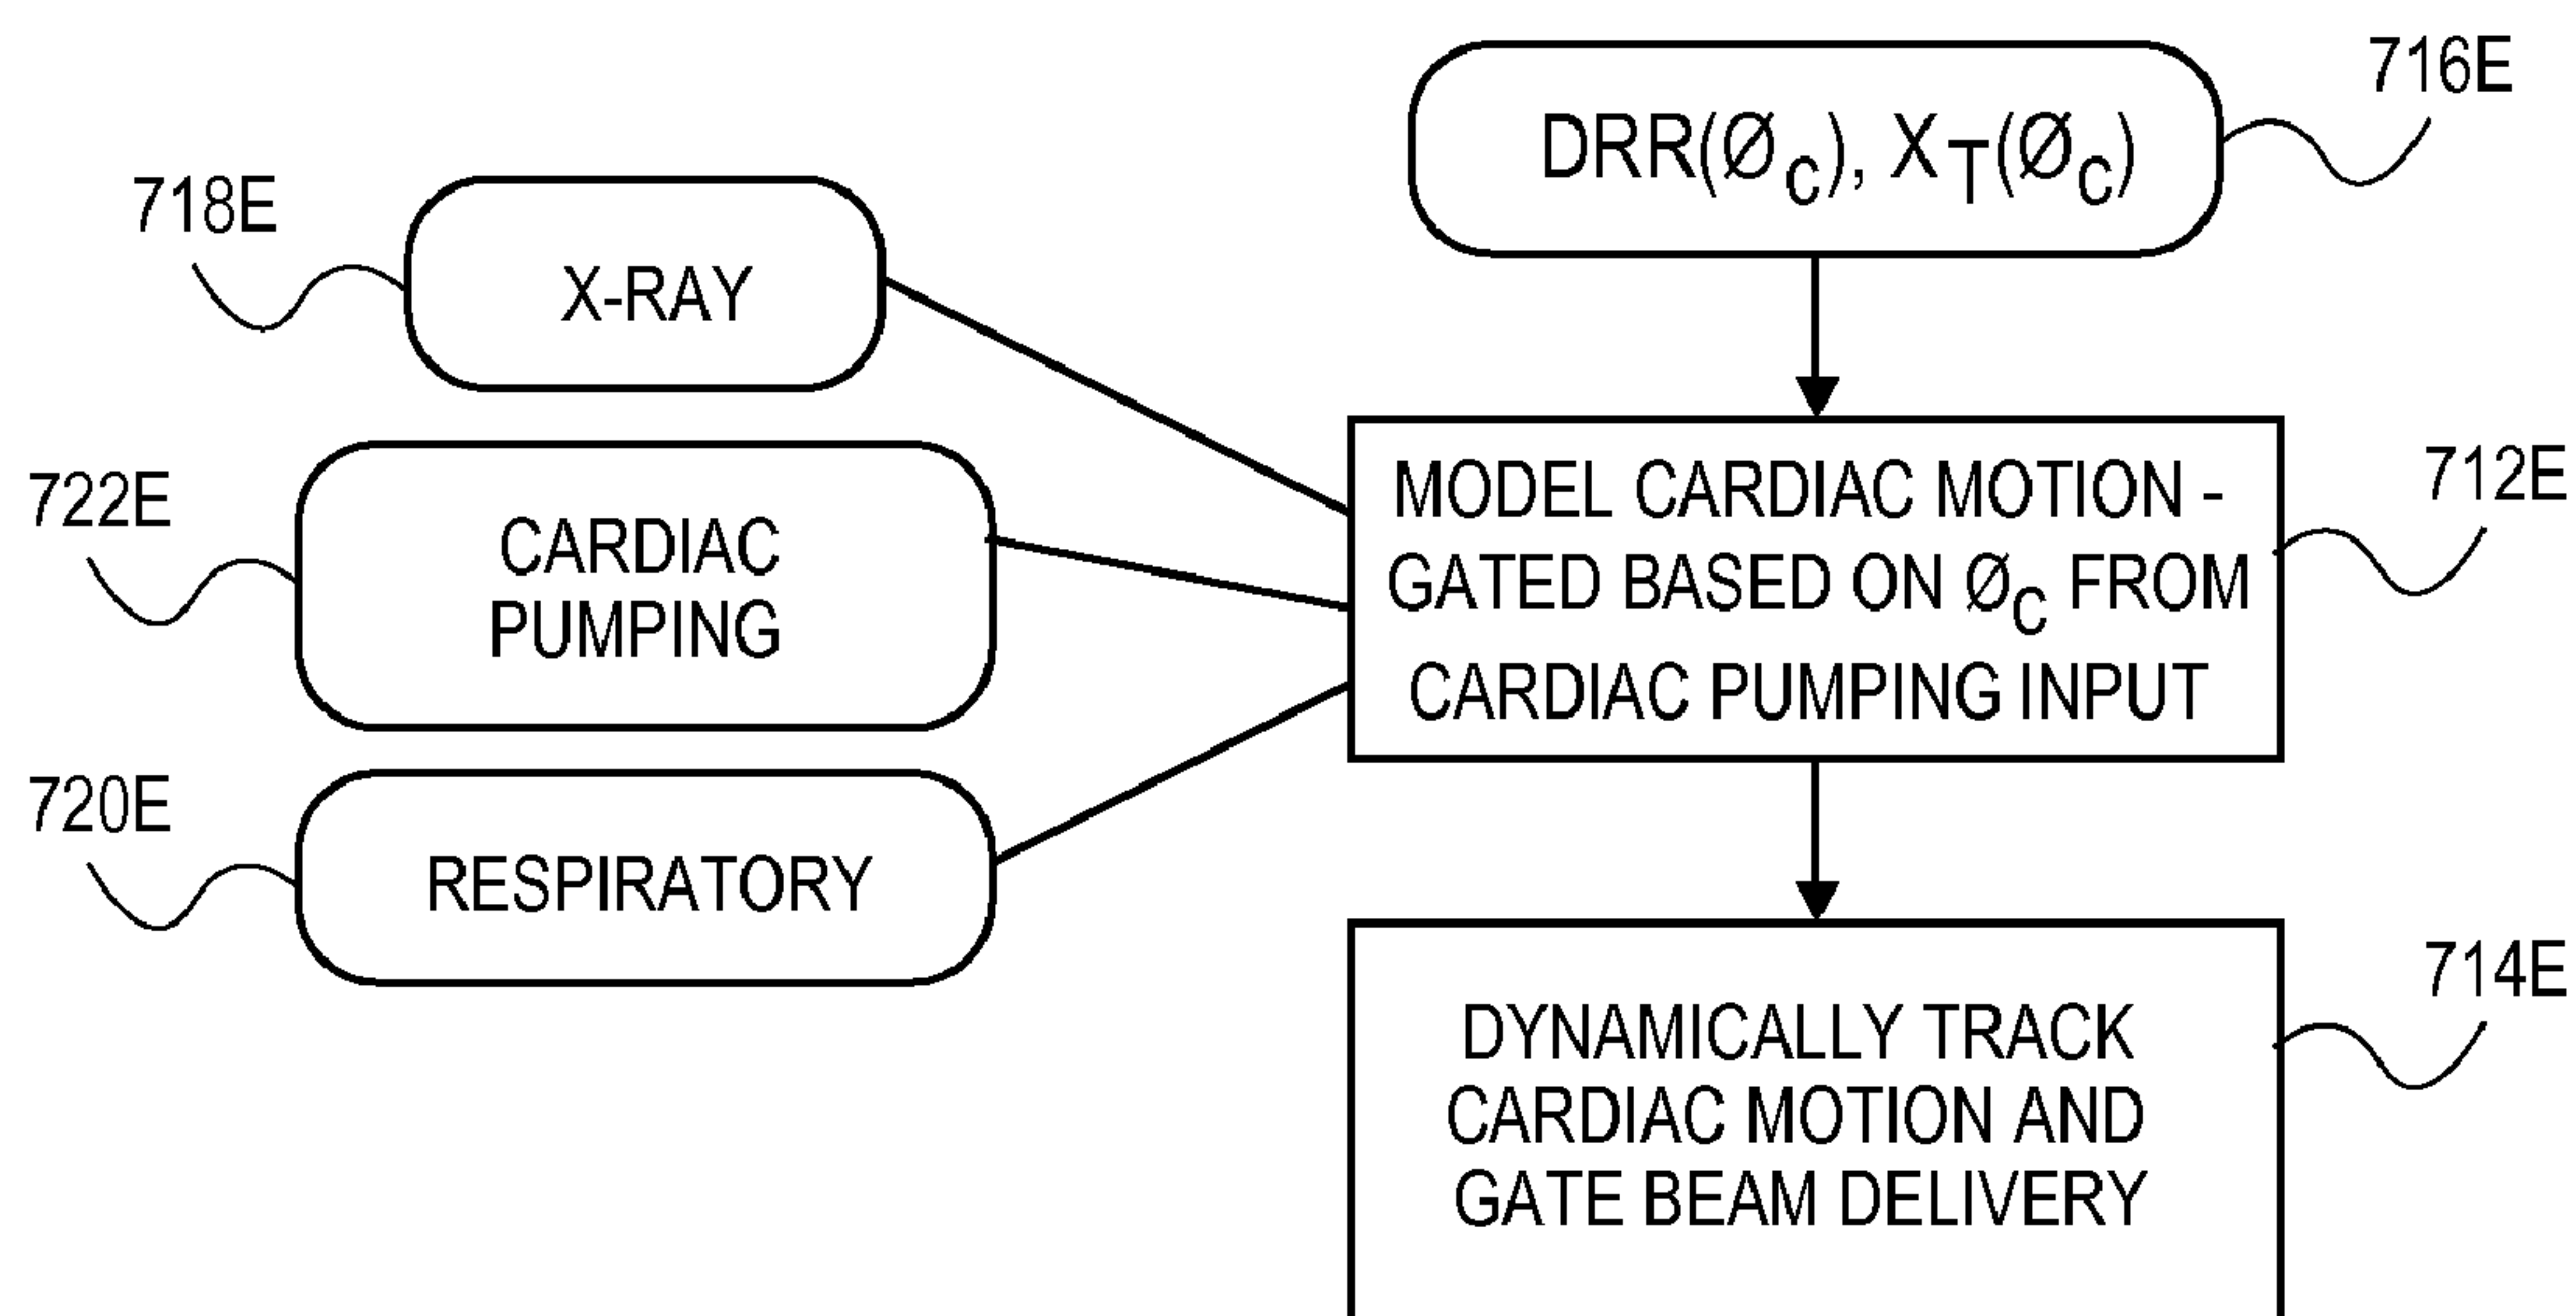 716E
DRR(Ø_C), X_T(Ø_C)
718E
X-RAY
722E
CARDIAC
PUMPING
712E
MODEL CARDIAC MOTION -
GATED BASED ON Ø_C FROM
CARDIAC PUMPING INPUT
720E
RESPIRATORY
714E
DYNAMICALLY TRACK
CARDIAC MOTION AND
GATE BEAM DELIVERY